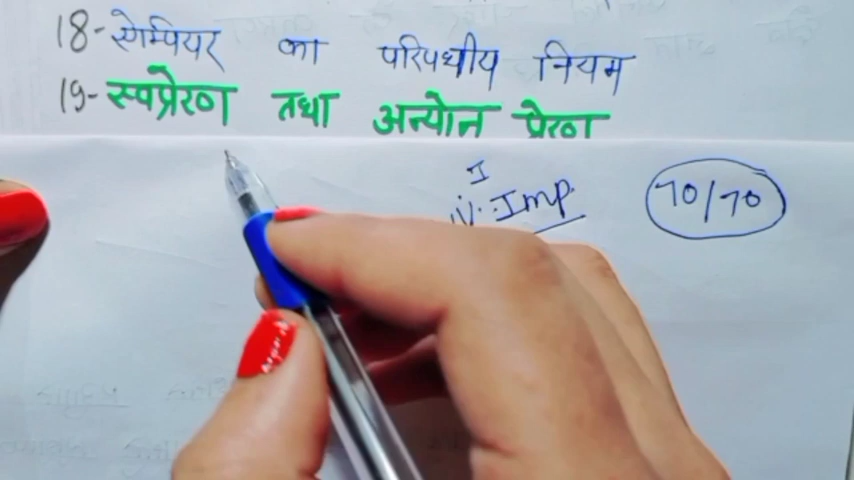 18- ऐम्पियर का परिपथीय नियम
19- स्वप्रेरण तथा अन्योन प्रेरण
I
V. Imp.
70/70